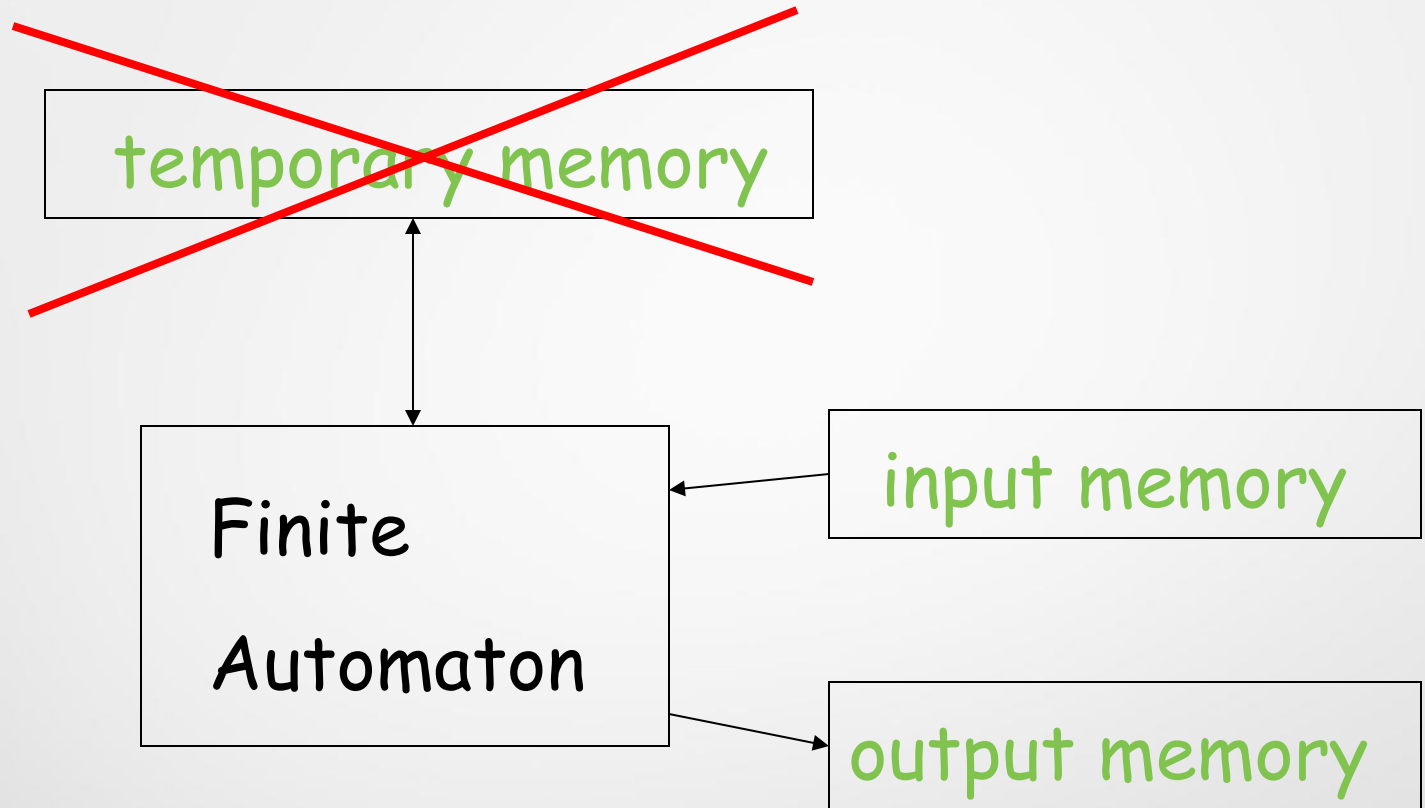 temporary memory
input memory
Finite
Automaton
output memory